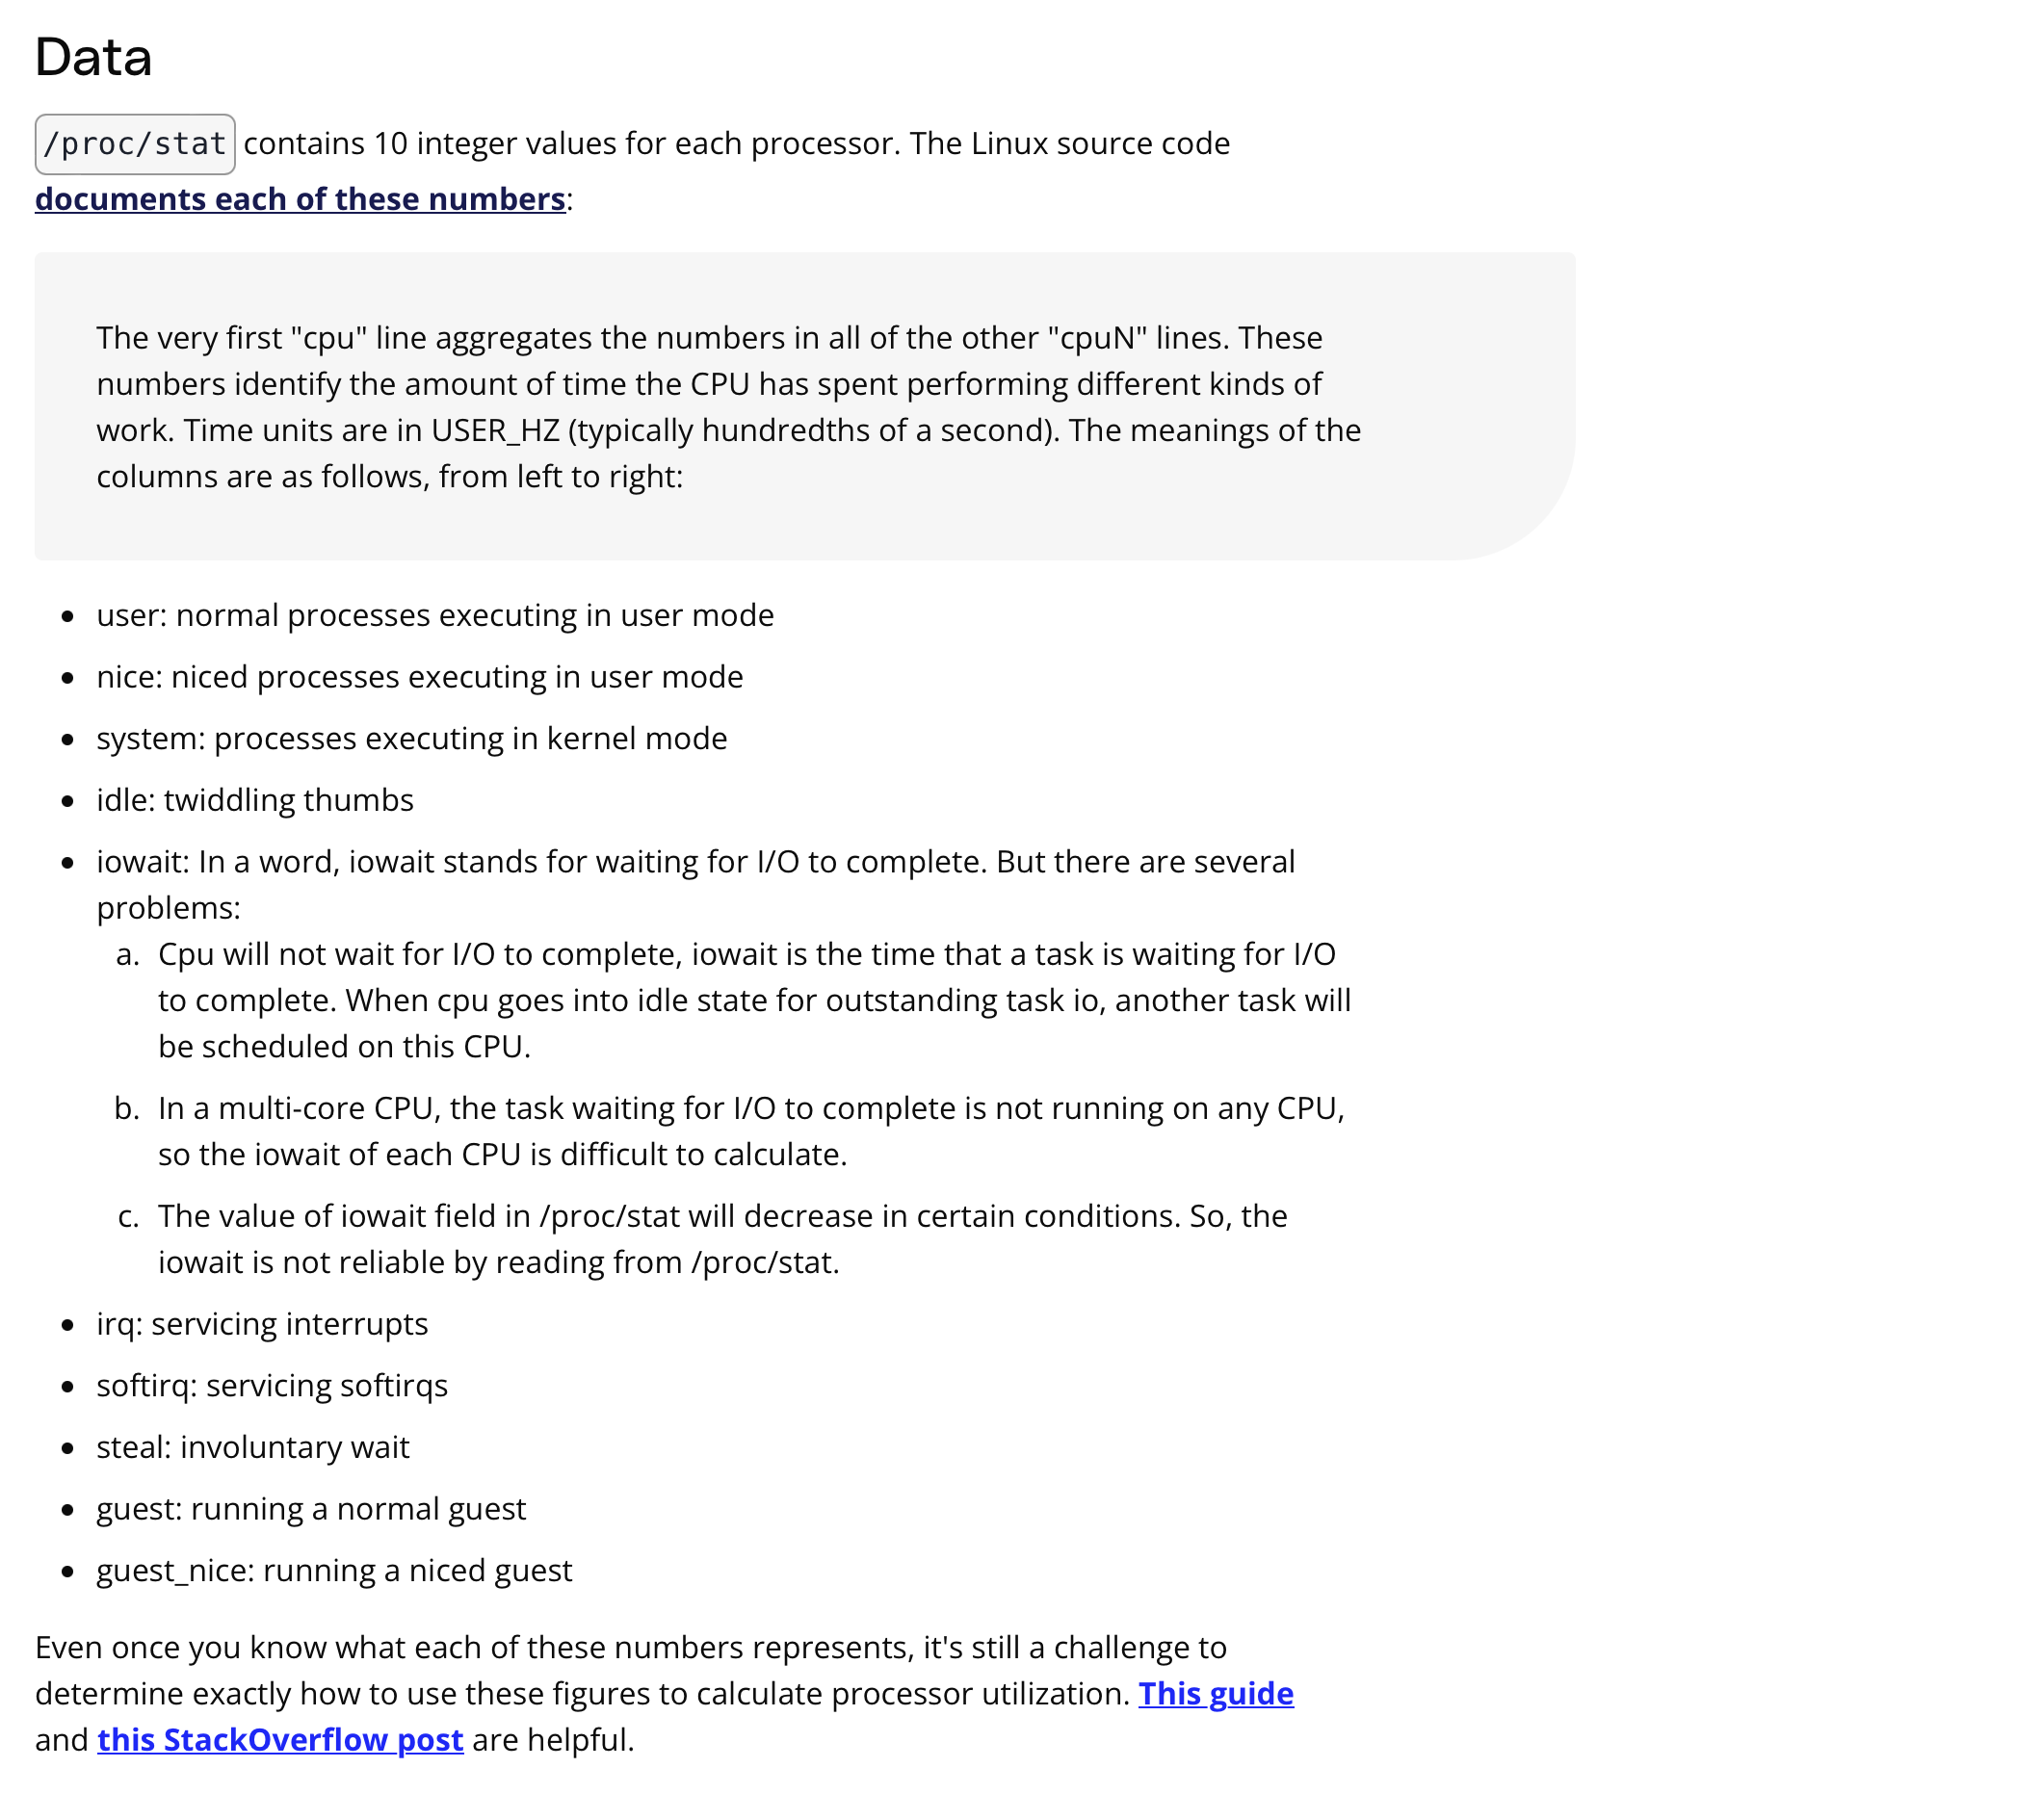 Data
/proc/stat contains 10 integer values for each processor. The Linux source code
documents each of these numbers:
The very first "cpu" line aggregates the numbers in all of the other "cpuN" lines. These
numbers identify the amount of time the CPU has spent performing different kinds of
work. Time units are in USER_HZ (typically hundredths of a second). The meanings of the
columns are as follows, from left to right:
• user: normal processes executing in user mode
• nice: niced processes executing in user mode
• system: processes executing in kernel mode
• idle: twiddling thumbs
• iowait: In a word, iowait stands for waiting for I/O to complete. But there are several
problems:
a. Cpu will not wait for I/O to complete, iowait is the time that a task is waiting for I/O
to complete. When cpu goes into idle state for outstanding task io, another task will
be scheduled on this CPU.
b. In a multi-core CPU, the task waiting for I/O to complete is not running on any CPU,
so the iowait of each CPU is difficult to calculate.
c. The value of iowait field in /proc/stat will decrease in certain conditions. So, the
iowait is not reliable by reading from /proc/stat.
• irq: servicing interrupts
• softirq: servicing softirqs
• steal: involuntary wait
• guest: running a normal guest
• guest_nice: running a niced guest
Even once you know what each of these numbers represents, it's still a challenge to
determine exactly how to use these figures to calculate processor utilization. This guide
and this StackOverflow post are helpful.